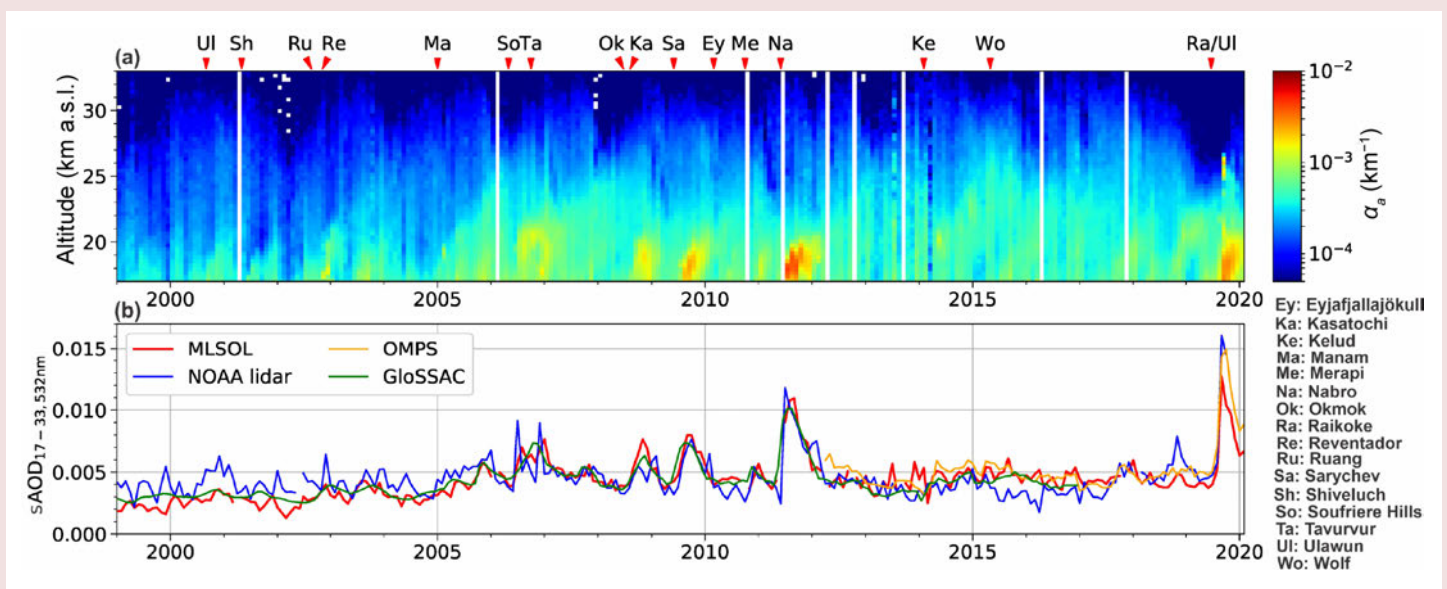 Ul Sh Ru Re Ma SoTa Ok Ka Sa Ey Me Na Ke Wo Ra/Ul
(a)
Altitude (km a.s.l.)
30
25
20
2000 2005 2010 2015 2020
10⁻²
10⁻³
10⁻⁴
αₐ (km⁻¹)
(b)
SAOD₁₇₋₃₃,₅₃₂ₙₘ
0.015
0.010
0.005
0.000
MLSOL OMPS
NOAA lidar GloSSAC
2000 2005 2010 2015 2020
Ey: Eyjafjallajökull
Ka: Kasatochi
Ke: Kelud
Ma: Manam
Me: Merapi
Na: Nabro
Ok: Okmok
Ra: Raikoke
Re: Reventador
Ru: Ruang
Sa: Sarychev
Sh: Shiveluch
So: Soufriere Hills
Ta: Tavurvur
Ul: Ulawun
Wo: Wolf